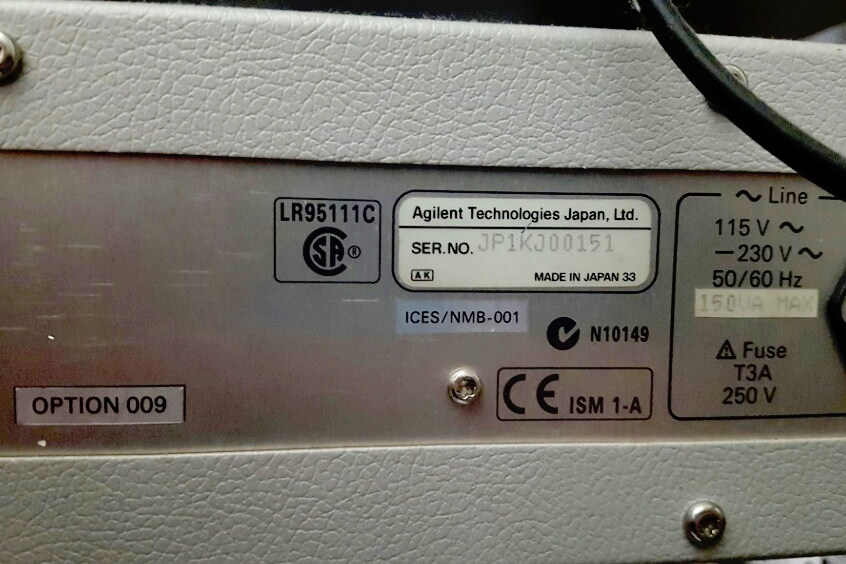 LR95111C
SA ®
Agilent Technologies Japan, Ltd.
SER.NO. JP1KJ00151
AK MADE IN JAPAN 33
ICES/NMB-001
N10149
CE ISM 1-A
OPTION 009
~ Line
115 V ~
–230 V ~
50/60 Hz
150VA MAX
Fuse
T3A
250 V